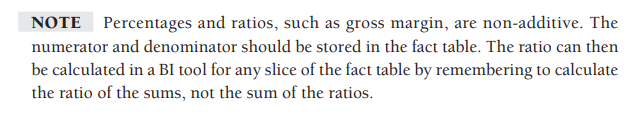 NOTE Percentages and ratios, such as gross margin, are non-additive. The
numerator and denominator should be stored in the fact table. The ratio can then
be calculated in a BI tool for any slice of the fact table by remembering to calculate
the ratio of the sums, not the sum of the ratios.